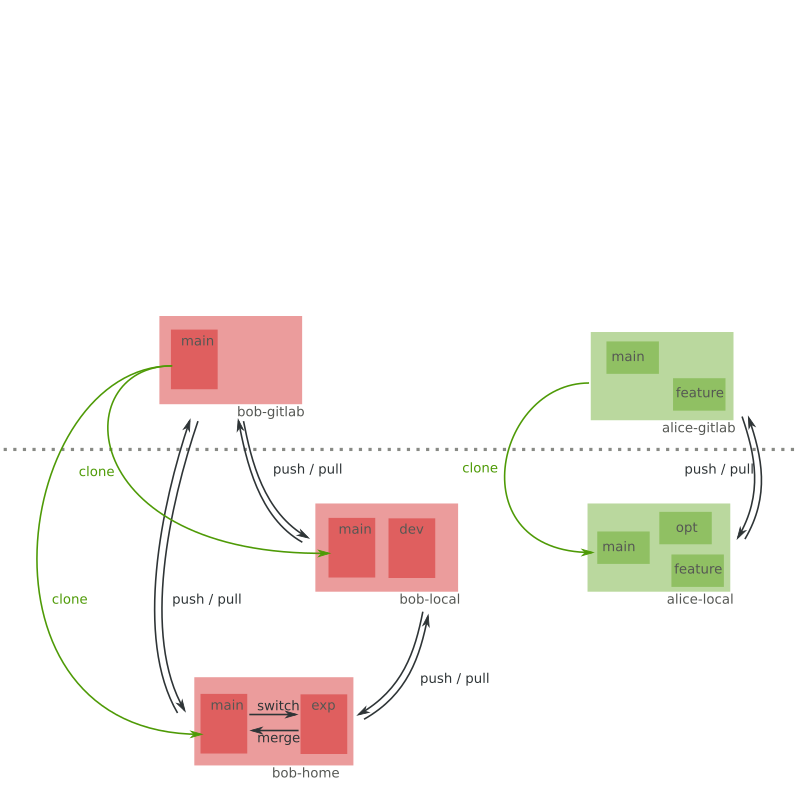 main
bob-gitlab
main
feature
alice-gitlab
clone
push / pull
clone
push / pull
main
dev
bob-local
opt
main
feature
alice-local
clone
push / pull
push / pull
main
switch
exp
merge
bob-home